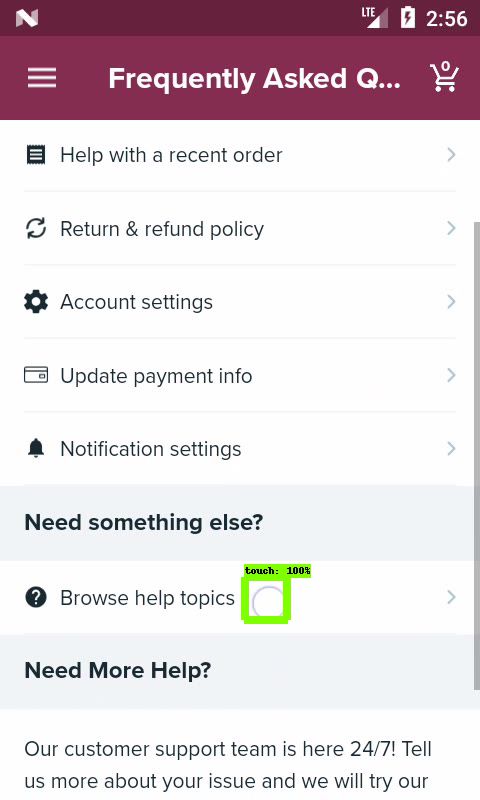 LTE 2:56
Frequently Asked Q... 0
Help with a recent order
Return & refund policy
Account settings
Update payment info
Notification settings
Need something else?
touch: 100%
Browse help topics
Need More Help?
Our customer support team is here 24/7! Tell
us more about your issue and we will try our